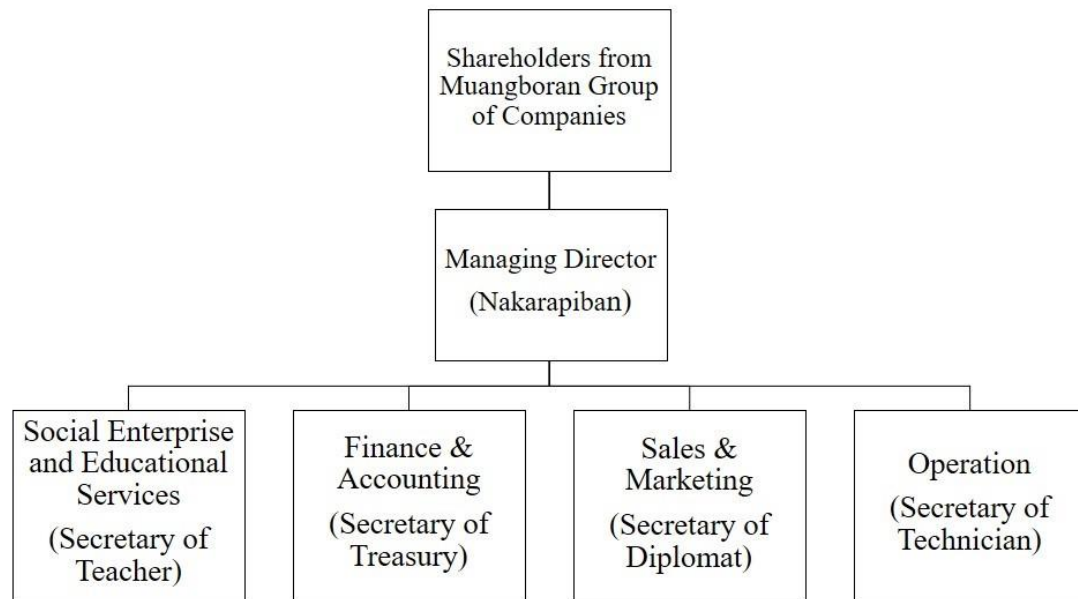 Shareholders from
Muangboran Group
of Companies
Managing Director
(Nakarapiban)
Social Enterprise
and Educational
Services
(Secretary of
Teacher)
Finance &
Accounting
(Secretary of
Treasury)
Sales &
Marketing
(Secretary of
Diplomat)
Operation
(Secretary of
Technician)